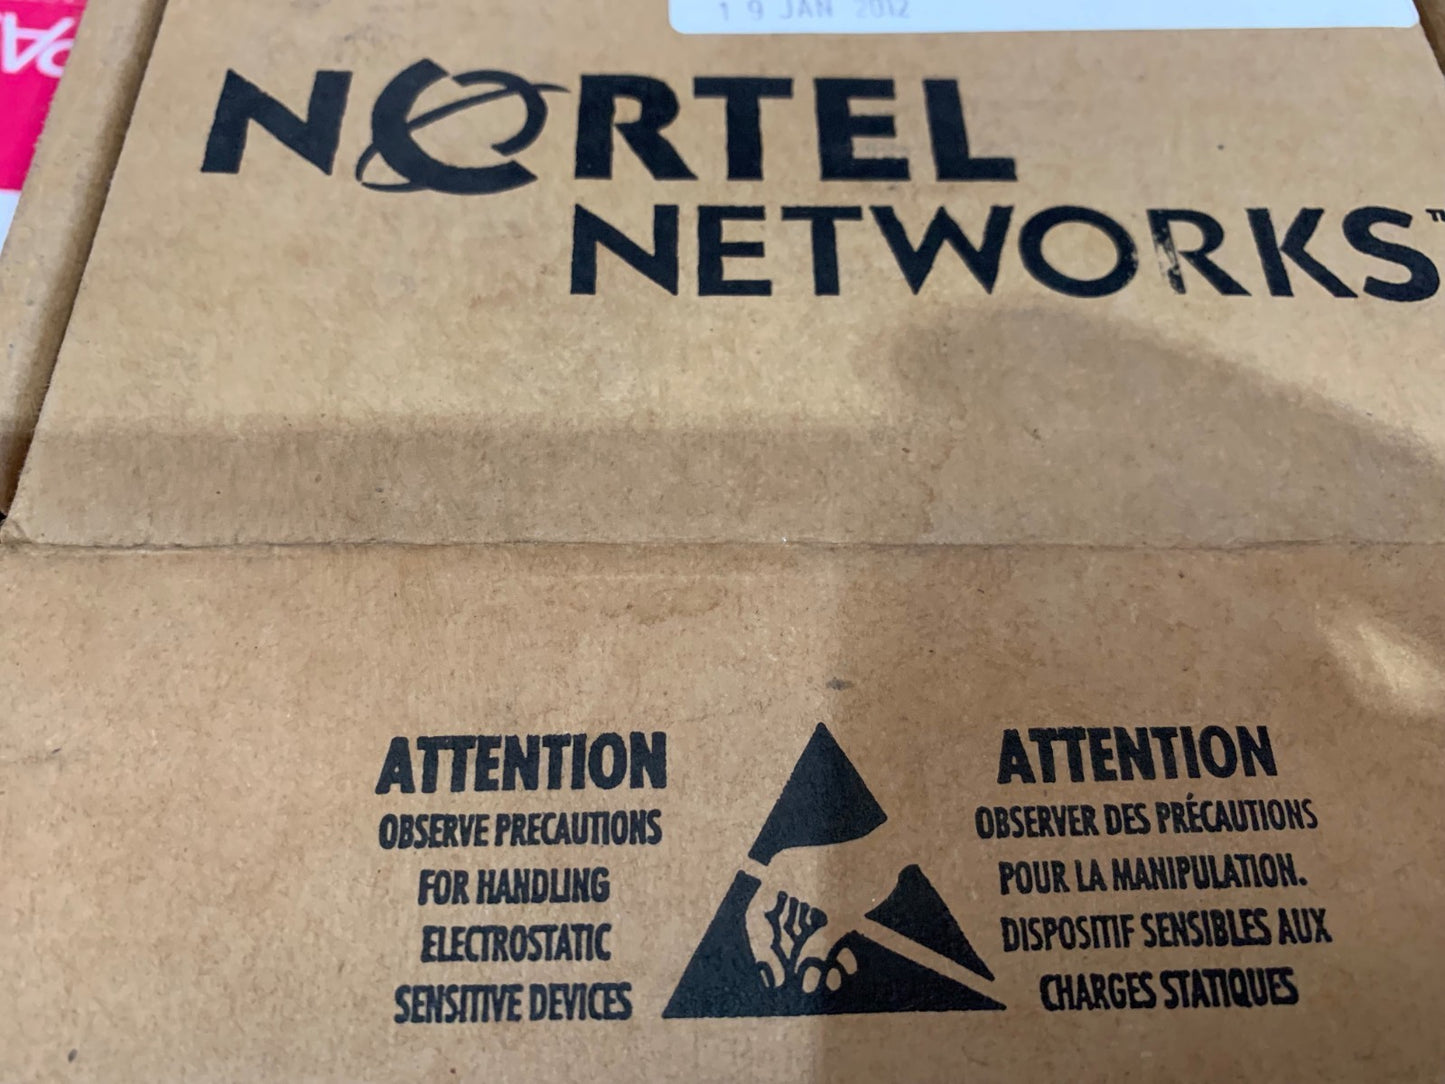 19 JAN 2012
NORTEL
NETWORKS™
ATTENTION
OBSERVE PRECAUTIONS
FOR HANDLING
ELECTROSTATIC
SENSITIVE DEVICES
ATTENTION
OBSERVER DES PRÉCAUTIONS
POUR LA MANIPULATION.
DISPOSITIF SENSIBLES AUX
CHARGES STATIQUES